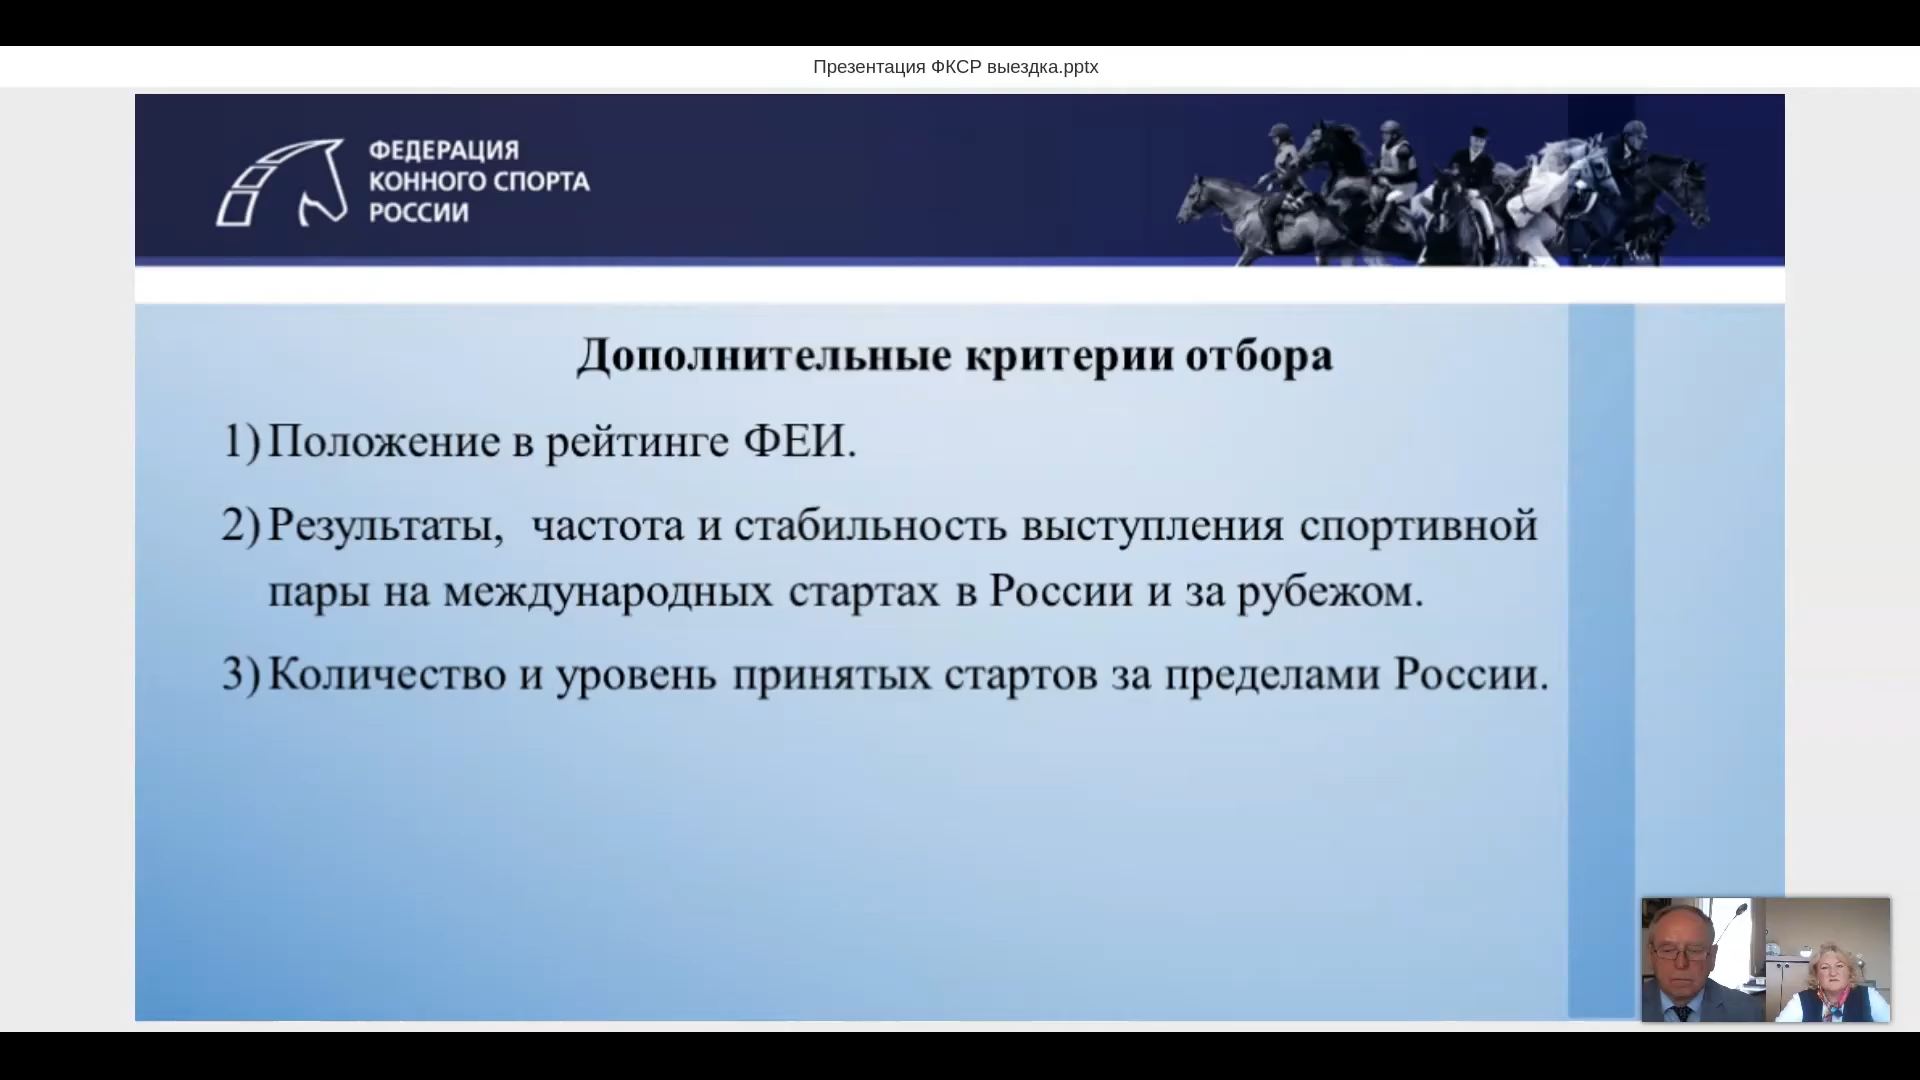 Презентация ФКСР выездка.pptx
ФЕДЕРАЦИЯ
КОННОГО СПОРТА
РОССИИ
Дополнительные критерии отбора
1) Положение в рейтинге ФЕИ.
2) Результаты, частота и стабильность выступления спортивной
пары на международных стартах в России и за рубежом.
3) Количество и уровень принятых стартов за пределами России.